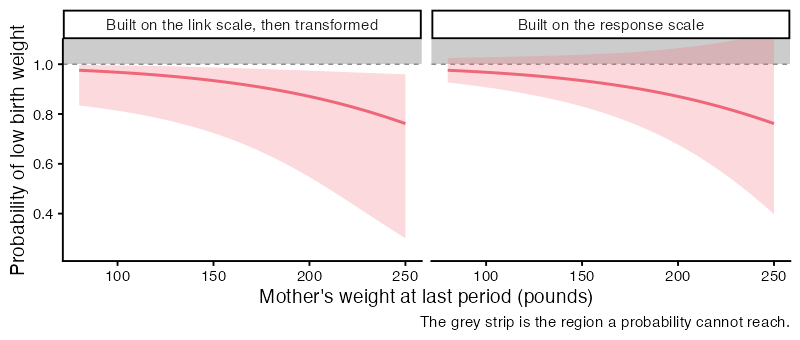 Built on the link scale, then transformed
Built on the response scale
Probability of low birth weight
1.0
0.8
0.6
0.4
100
150
200
250
100
150
200
250
Mother's weight at last period (pounds)
The grey strip is the region a probability cannot reach.